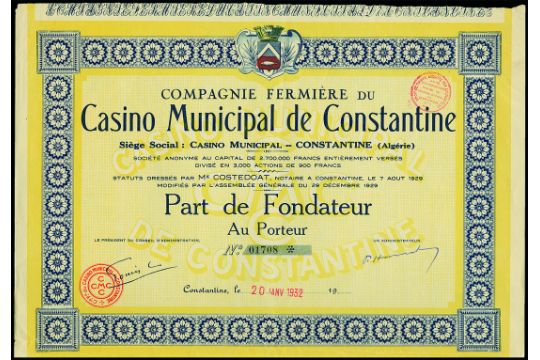 COMPAGNIE FERMIÈRE DU
Casino Municipal de Constantine
Siège Social : CASINO MUNICIPAL – CONSTANTINE (Algérie)
SOCIÉTÉ ANONYME AU CAPITAL DE 2.700.000 FRANCS ENTIÈREMENT VERSÉS
DIVISÉ EN 3.000 ACTIONS DE 900 FRANCS
STATUTS DRESSÉS PAR Me COSTEDOAT, NOTAIRE A CONSTANTINE, LE 7 AOUT 1929
MODIFIÉS PAR L'ASSEMBLÉE GÉNÉRALE DU 29 DÉCEMBRE 1929
Part de Fondateur
Au Porteur
LE PRÉSIDENT DU CONSEIL D'ADMINISTRATION,
UN ADMINISTRATEUR,
No 01708 *
DE CONSTANTINE
Constantine, le 20 JANV 1932 19